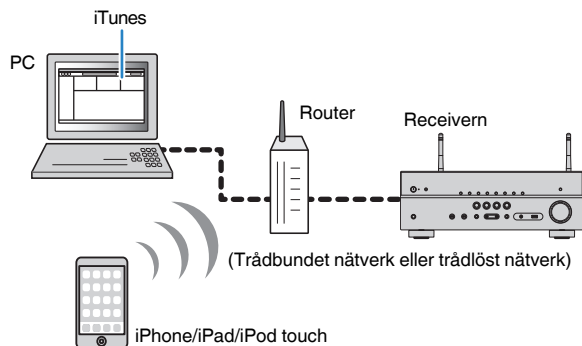 iTunes
PC
Router
Receivern
(Trådbundet nätverk eller trådlöst nätverk)
iPhone/iPad/iPod touch